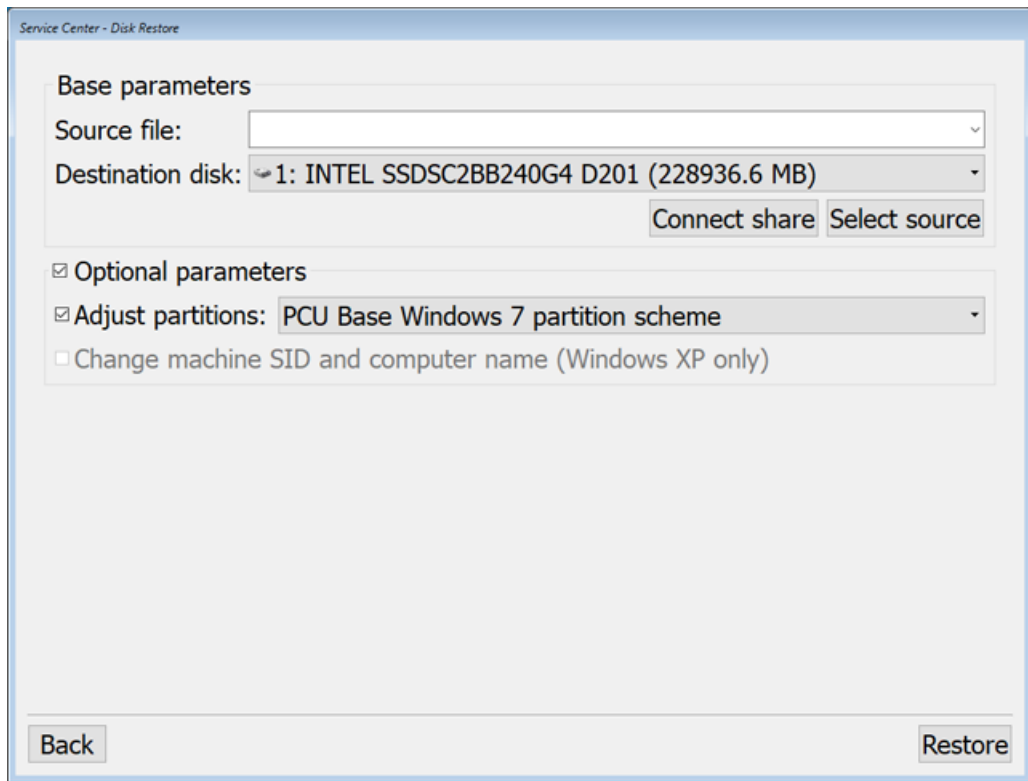 Service Center - Disk Restore
Base parameters
Source file:
Destination disk: 1: INTEL SSDSC2BB240G4 D201 (228936.6 MB)
Connect share Select source
Optional parameters
Adjust partitions: PCU Base Windows 7 partition scheme
Change machine SID and computer name (Windows XP only)
Back Restore